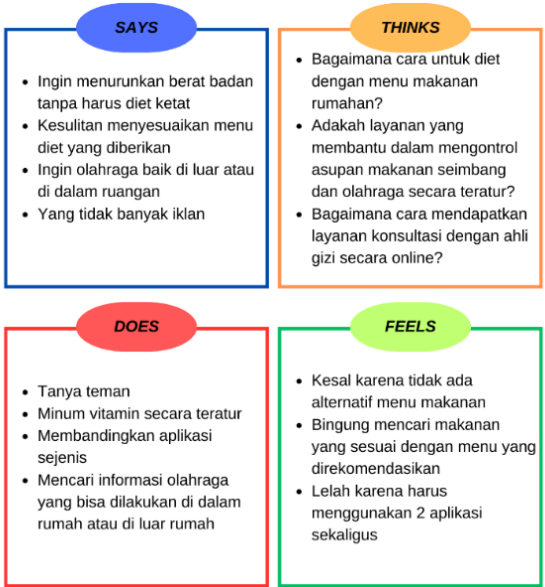 SAYS
• Ingin menurunkan berat badan
tanpa harus diet ketat
• Kesulitan menyesuaikan menu
diet yang diberikan
• Ingin olahraga baik di luar atau
di dalam ruangan
• Yang tidak banyak iklan
THINKS
• Bagaimana cara untuk diet
dengan menu makanan
rumahan?
• Adakah layanan yang
membantu dalam mengontrol
asupan makanan seimbang
dan olahraga secara teratur?
• Bagaimana cara mendapatkan
layanan konsultasi dengan ahli
gizi secara online?
DOES
• Tanya teman
• Minum vitamin secara teratur
• Membandingkan aplikasi
sejenis
• Mencari informasi olahraga
yang bisa dilakukan di dalam
rumah atau di luar rumah
FEELS
• Kesal karena tidak ada
alternatif menu makanan
• Bingung mencari makanan
yang sesuai dengan menu yang
direkomendasikan
• Lelah karena harus
menggunakan 2 aplikasi
sekaligus